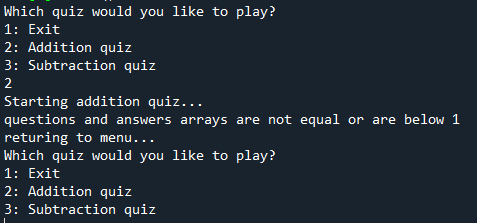 Which quiz would you like to play?
1: Exit
2: Addition quiz
3: Subtraction quiz
2
Starting addition quiz...
questions and answers arrays are not equal or are below 1
returing to menu...
Which quiz would you like to play?
1: Exit
2: Addition quiz
3: Subtraction quiz